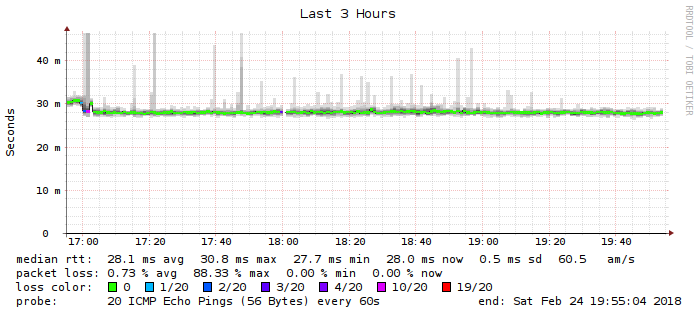 Last 3 Hours
RRDTOOL / TOBI OETIKER
Seconds
40 m
30 m
20 m
10 m
0
17:00 17:20 17:40 18:00 18:20 18:40 19:00 19:20 19:40
median rtt: 28.1 ms avg 30.8 ms max 27.7 ms min 28.0 ms now 0.5 ms sd 60.5 am/s
packet loss: 0.73 % avg 88.33 % max 0.00 % min 0.00 % now
loss color: 0 1/20 2/20 3/20 4/20 10/20 19/20
probe: 20 ICMP Echo Pings (56 Bytes) every 60s end: Sat Feb 24 19:55:04 2018